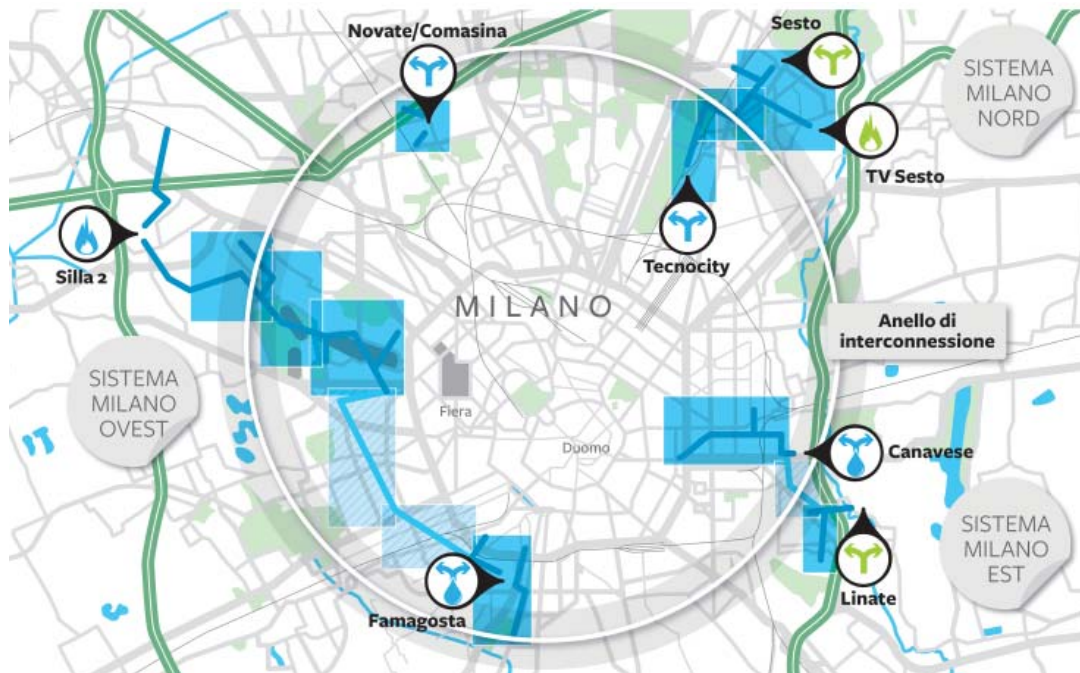 Novate/Comasina
Sesto
SISTEMA
MILANO
NORD
TV Sesto
Silla 2
Tecnocity
MILANO
Anello di
interconnessione
SISTEMA
MILANO
OVEST
Fiera
Duomo
Canavese
SISTEMA
MILANO
EST
Linate
Famagosta